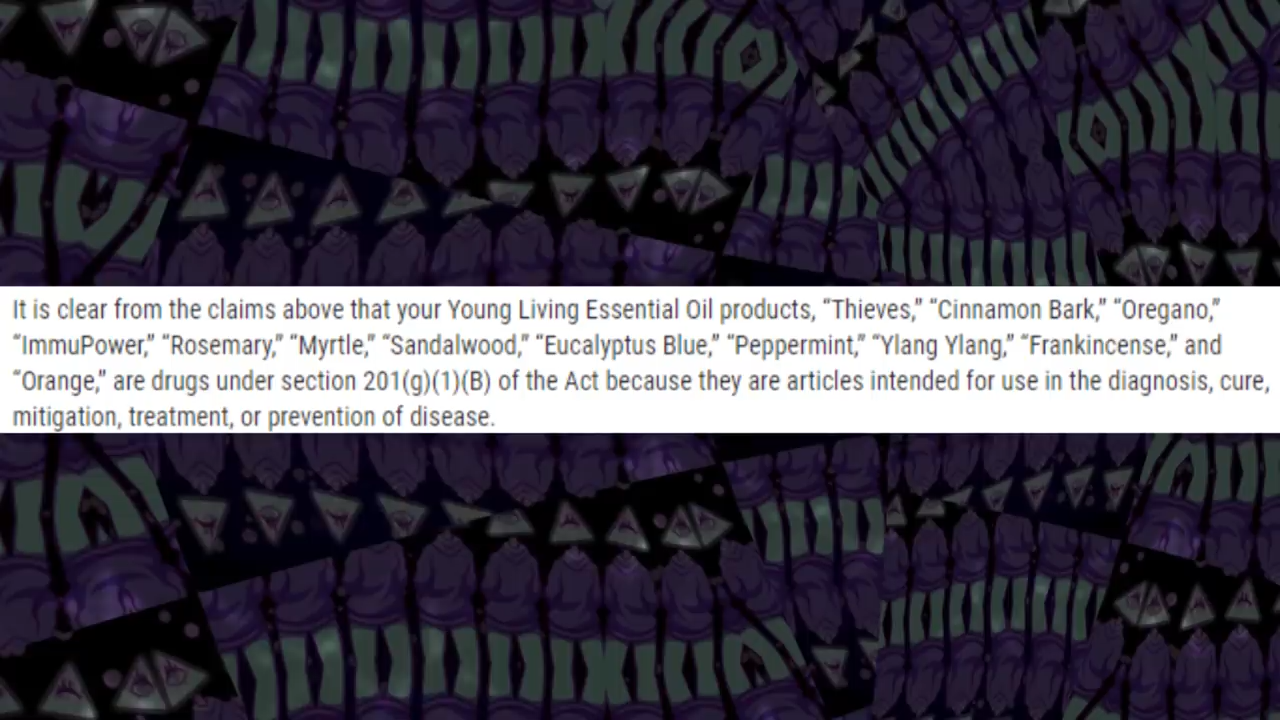 It is clear from the claims above that your Young Living Essential Oil products, “Thieves,” “Cinnamon Bark,” “Oregano,”
“ImmuPower,” “Rosemary,” “Myrtle,” “Sandalwood,” “Eucalyptus Blue,” “Peppermint,” “Ylang Ylang,” “Frankincense,” and
“Orange,” are drugs under section 201(g)(1)(B) of the Act because they are articles intended for use in the diagnosis, cure,
mitigation, treatment, or prevention of disease.